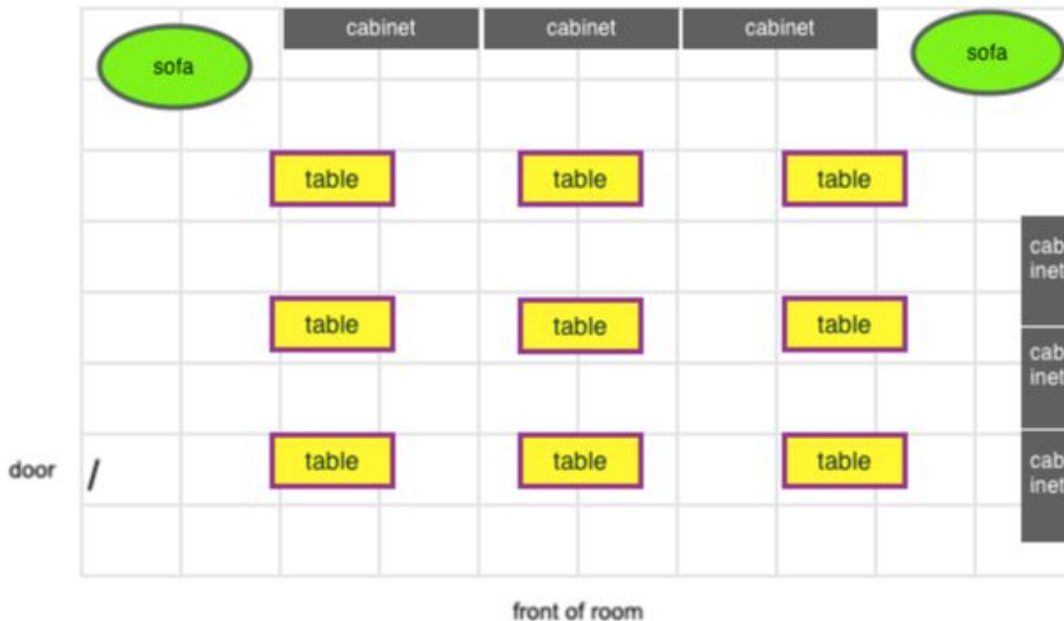 cabinet cabinet cabinet
sofa sofa
table table table
cab
inet
table table table
cab
inet
door / table table table
cab
inet
front of room